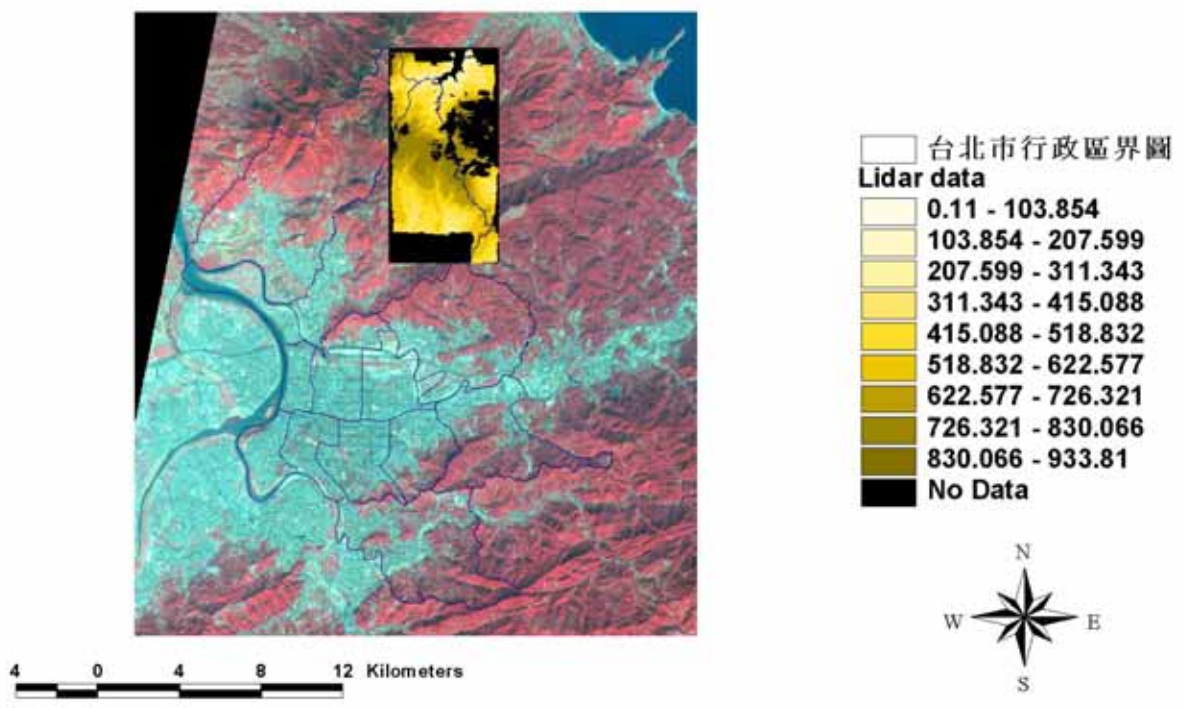 台北市行政區界圖
Lidar data
0.11 - 103.854
103.854 - 207.599
207.599 - 311.343
311.343 - 415.088
415.088 - 518.832
518.832 - 622.577
622.577 - 726.321
726.321 - 830.066
830.066 - 933.81
No Data
N
W E
S
4 0 4 8 12 Kilometers